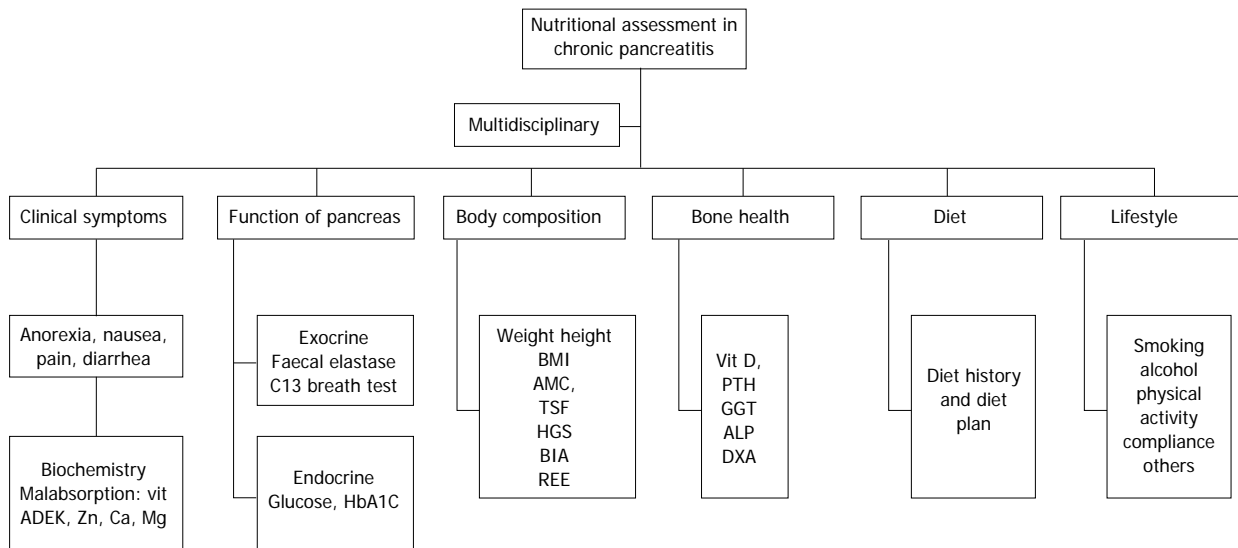 Nutritional assessment in
chronic pancreatitis
Multidisciplinary
Clinical symptoms
Function of pancreas
Body composition
Bone health
Diet
Lifestyle
Anorexia, nausea,
pain, diarrhea
Biochemistry
Malabsorption: vit
ADEK, Zn, Ca, Mg
Exocrine
Faecal elastase
C13 breath test
Endocrine
Glucose, HbA1C
Weight height
BMI
AMC,
TSF
HGS
BIA
REE
Vit D,
PTH
GGT
ALP
DXA
Diet history
and diet
plan
Smoking
alcohol
physical
activity
compliance
others